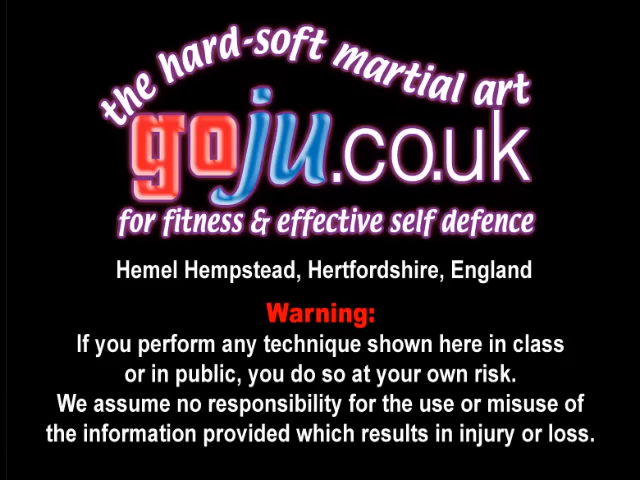 the hard-soft martial art
goju.co.uk
for fitness & effective self defence
Hemel Hempstead, Hertfordshire, England
Warning:
If you perform any technique shown here in class
or in public, you do so at your own risk.
We assume no responsibility for the use or misuse of
the information provided which results in injury or loss.